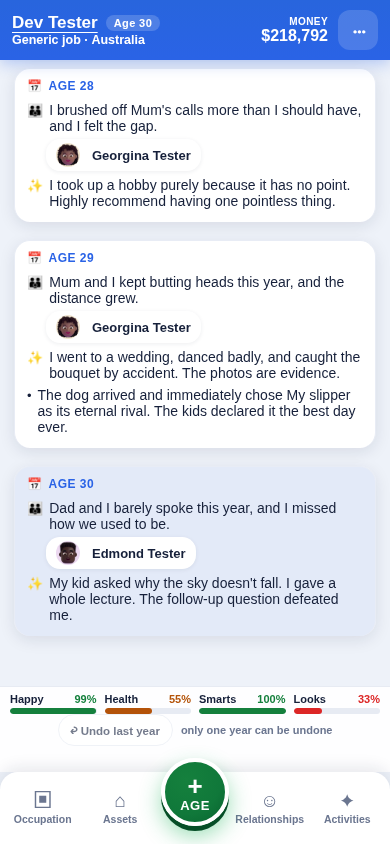 Dev Tester Age 30
Generic job · Australia
MONEY
$218,792
AGE 28
I brushed off Mum's calls more than I should have,
and I felt the gap.
Georgina Tester
I took up a hobby purely because it has no point.
Highly recommend having one pointless thing.
AGE 29
Mum and I kept butting heads this year, and the
distance grew.
Georgina Tester
I went to a wedding, danced badly, and caught the
bouquet by accident. The photos are evidence.
• The dog arrived and immediately chose My slipper
as its eternal rival. The kids declared it the best day
ever.
AGE 30
Dad and I barely spoke this year, and I missed
how we used to be.
Edmond Tester
My kid asked why the sky doesn't fall. I gave a
whole lecture. The follow-up question defeated
me.
Happy 99% Health 55% Smarts 100% Looks 33%
Undo last year only one year can be undone
+
AGE
Occupation Assets Relationships Activities